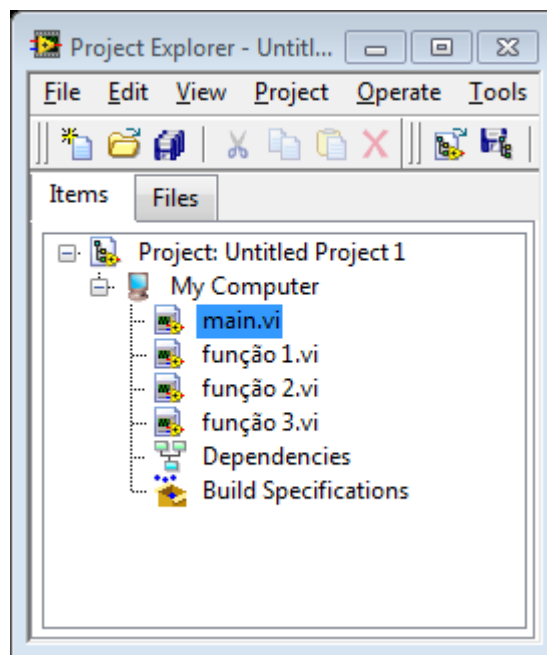 Project Explorer - Untitl...
File Edit View Project Operate Tools
Items Files
Project: Untitled Project 1
My Computer
main.vi
função 1.vi
função 2.vi
função 3.vi
Dependencies
Build Specifications